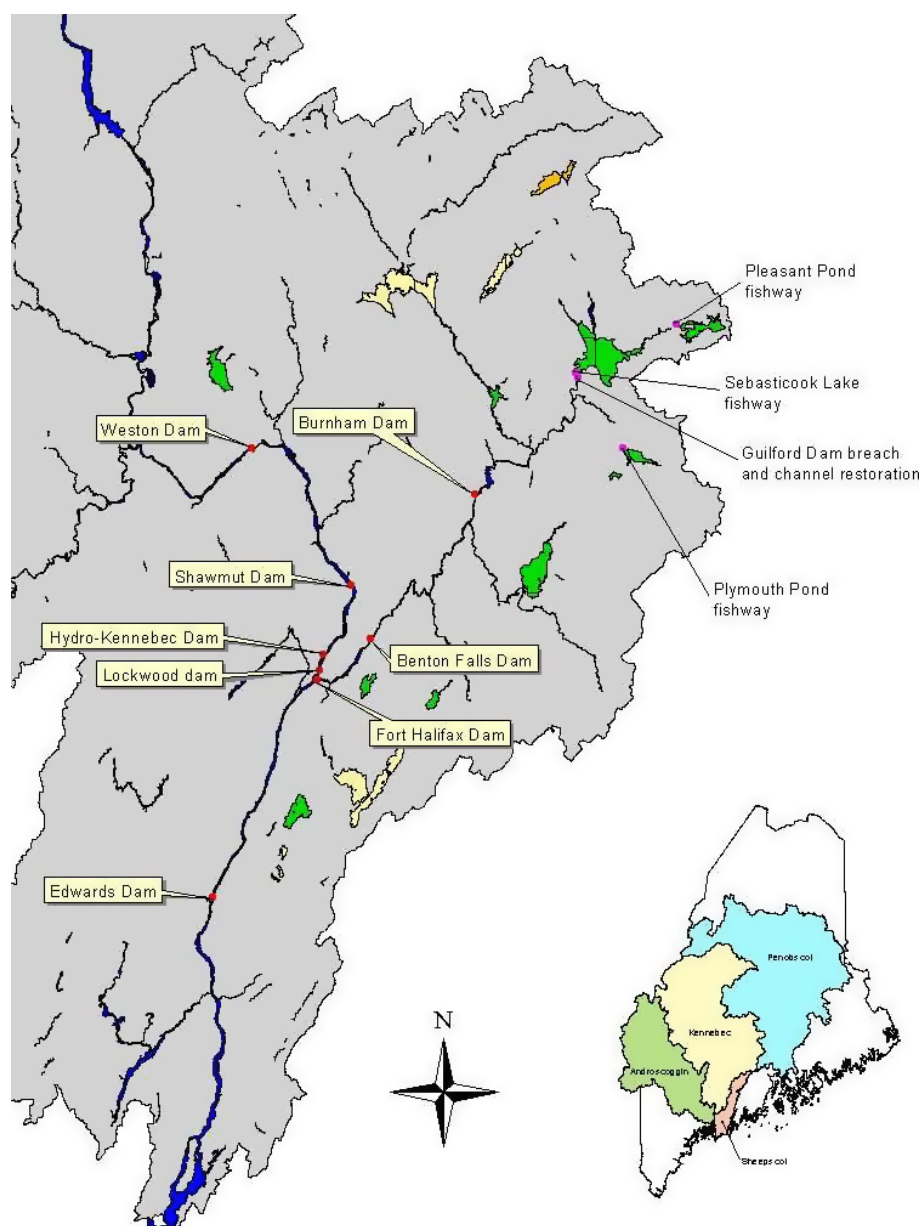 Pleasant Pond
fishway
Sebasticook Lake
fishway
Burnham Dam
Weston Dam
Guilford Dam breach
and channel restoration
Shawmut Dam
Plymouth Pond
fishway
Hydro-Kennebec Dam
Benton Falls Dam
Lockwood dam
Fort Halifax Dam
Edwards Dam
N
Penobscot
Kennebec
Androscoggin
Sheepscot